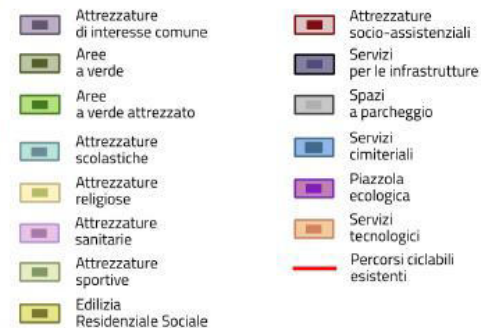 Attrezzature
di interesse comune
Aree
a verde
Aree
a verde attrezzato
Attrezzature
scolastiche
Attrezzature
religiose
Attrezzature
sanitarie
Attrezzature
sportive
Edilizia
Residenziale Sociale
Attrezzature
socio-assistenziali
Servizi
per le infrastrutture
Spazi
a parcheggio
Servizi
cimiteriali
Piazzola
ecologica
Servizi
tecnologici
Percorsi ciclabili
esistenti